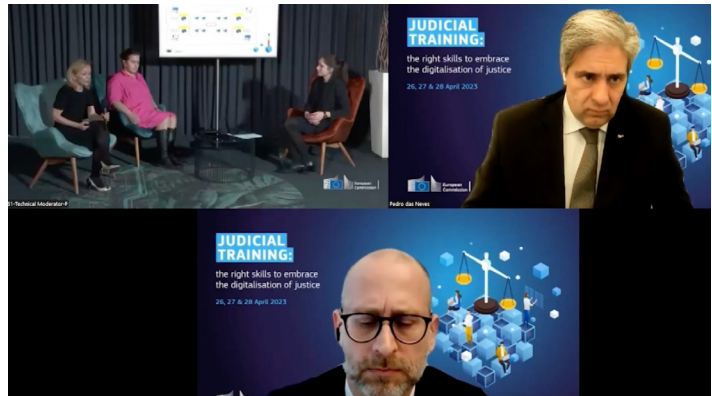 JUDICIAL
TRAINING:
the right skills to embrace
the digitalisation of justice
26, 27 & 28 April 2023
European
Commission
European
Commission
S1-Technical Moderator-F
Pedro das Neves
JUDICIAL
TRAINING:
the right skills to embrace
the digitalisation of justice
26, 27 & 28 April 2023